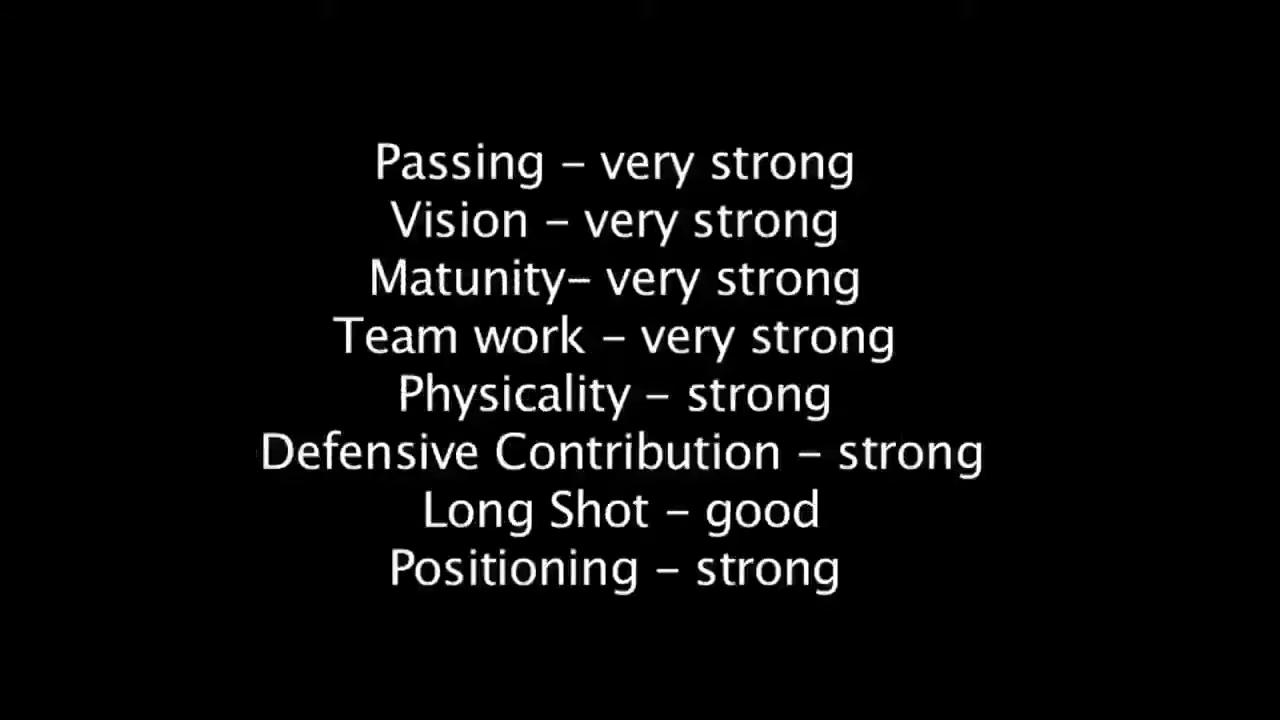 Passing – very strong
Vision – very strong
Matunity– very strong
Team work – very strong
Physicality – strong
Defensive Contribution – strong
Long Shot – good
Positioning – strong